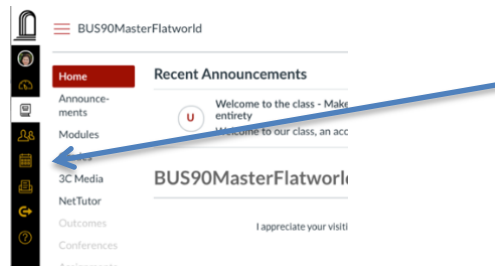 BUS90MasterFlatworld
Home
Recent Announcements
Announce-
ments
U
Welcome to the class - Make
entirety
Welcome to our class, an acc
Modules
3C Media
BUS90MasterFlatworl
NetTutor
Outcomes
I appreciate your visiti
Conferences